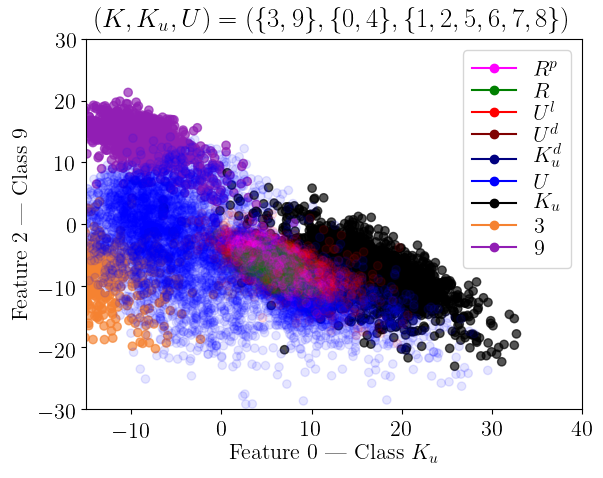 (K, K_u, U) = ({3, 9}, {0, 4}, {1, 2, 5, 6, 7, 8})
30
20
10
0
−10
−20
−30
Feature 2 — Class 9
R^p
R
U^l
U^d
K_u^d
U
K_u
3
9
−10
0
10
20
30
40
Feature 0 — Class K_u